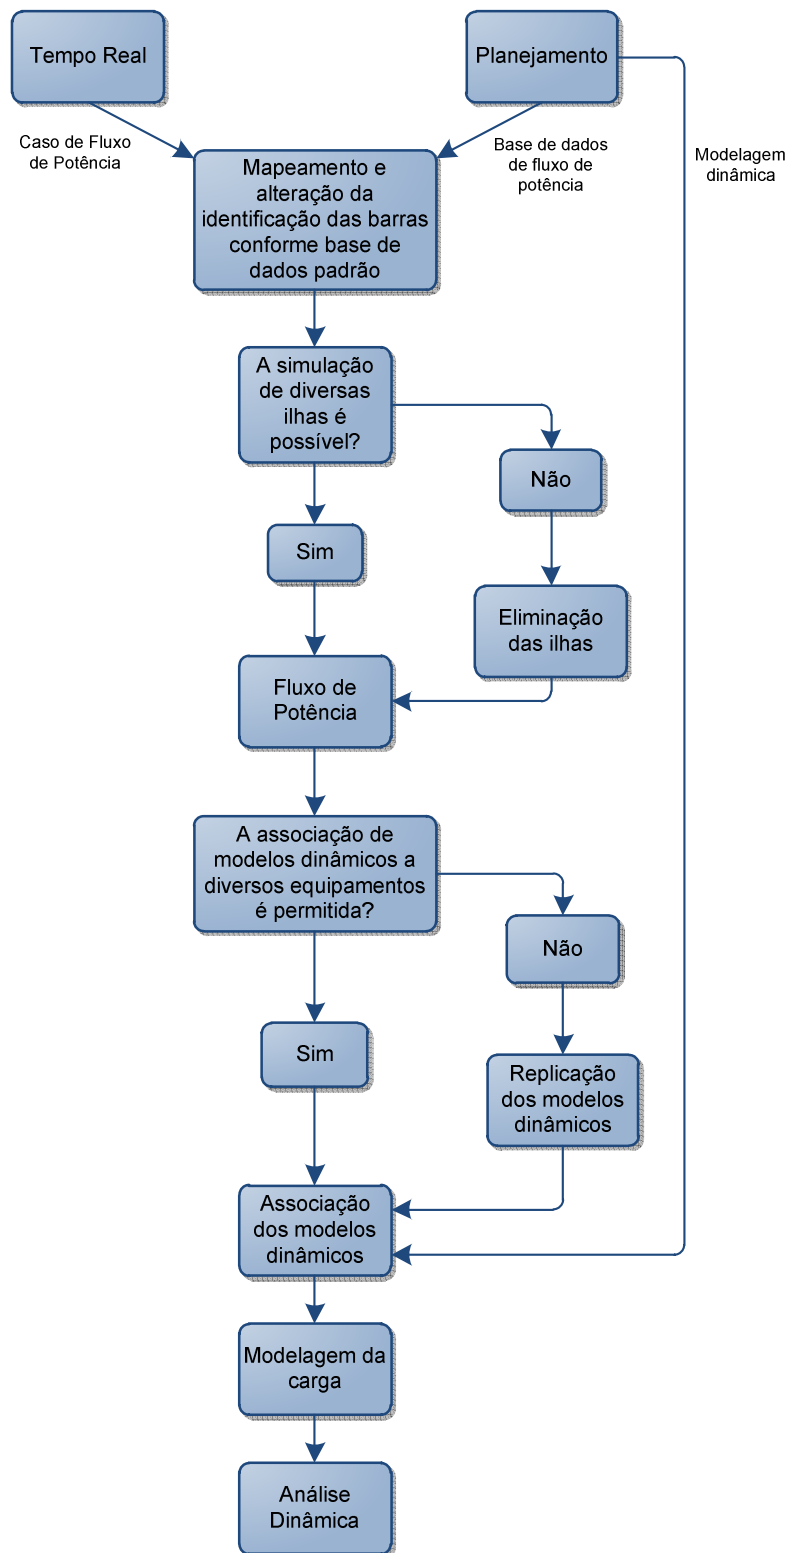 Tempo Real
Planejamento
Caso de Fluxo
de Potência
Base de dados
de fluxo de
potência
Modelagem
dinâmica
Mapeamento e
alteração da
identificação das barras
conforme base de
dados padrão
A simulação
de diversas
ilhas é
possível?
Não
Sim
Eliminação
das ilhas
Fluxo de
Potência
A associação de
modelos dinâmicos a
diversos equipamentos
é permitida?
Não
Sim
Replicação
dos modelos
dinâmicos
Associação
dos modelos
dinâmicos
Modelagem da
carga
Análise
Dinâmica